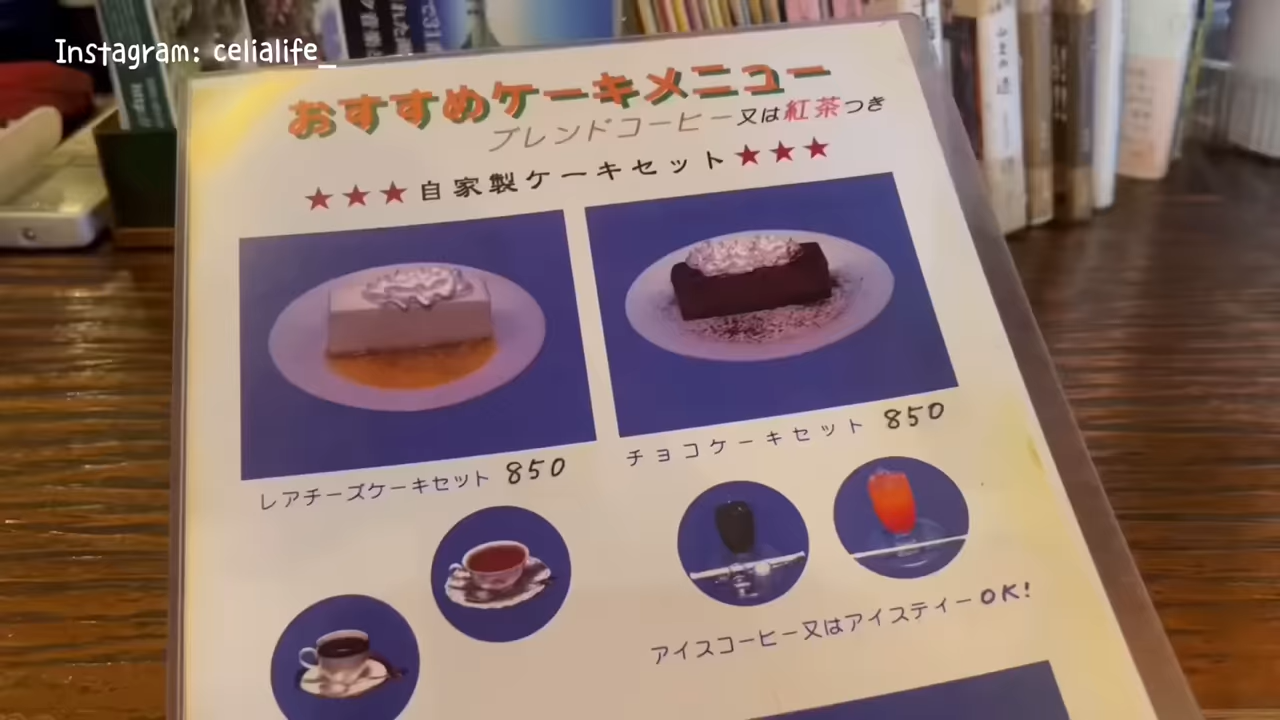 Instagram: celialife_
おすすめケーキメニュー
ブレンドコーヒー又は紅茶つき
★★★自家製ケーキセット★★★
レアチーズケーキセット 850
チョコケーキセット 850
アイスコーヒー又はアイスティーOK!